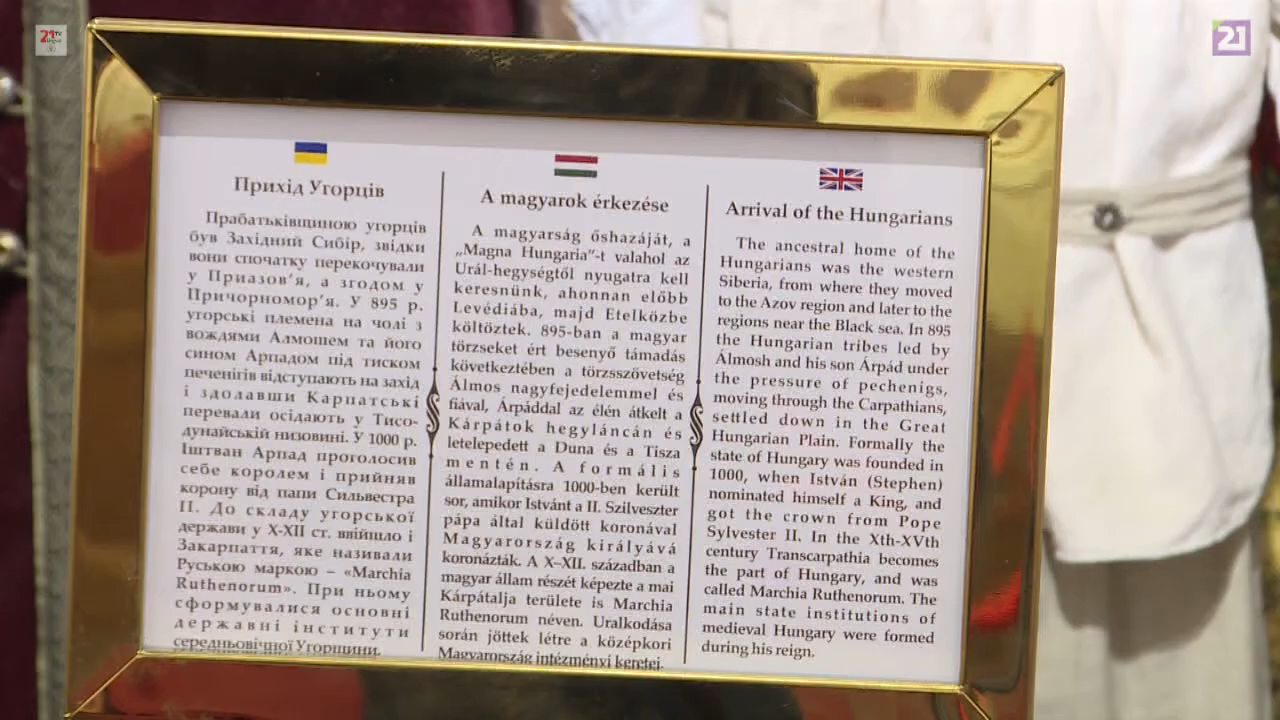 21
21
Прихід Угорців
Прабатьківщиною угорців
був Західний Сибір, звідки
вони спочатку перекочували
у Приазов'я, а згодом у
Причорномор'я. У 895 р.
угорські племена на чолі з
вождями Алмошем та його
сином Арпадом під тиском
печенігів відступають на захід
і здолавши Карпатські
перевали осідають у Тисо-
дунайській низовині. У 1000 р.
Іштван Арпад проголосив
себе королем і прийняв
корону від папи Сильвестра
II. До складу угорської
держави у X-XII ст. ввійшло і
Закарпаття, яке називали
Руською маркою – «Marchia
Ruthenorum». При ньому
сформувалися основні
державні інститути
середньовічної Угорщини.
A magyarok érkezése
A magyarság őshazáját, a
„Magna Hungaria"-t valahol az
Urál-hegységtől nyugatra kell
keresnünk, ahonnan előbb
Levédiába, majd Etelközbe
költöztek. 895-ban a magyar
törzseket ért besenyő támadás
következtében a törzsszövetség
Álmos nagyfejedelemmel és
fiával, Árpáddal az élén átkelt a
Kárpátok hegyláncán és
letelepedett a Duna és a Tisza
mentén. A formális
államalapításra 1000-ben került
sor, amikor Istvánt a II. Szilveszter
pápa által küldött koronával
Magyarország királyává
koronázták. A X–XII. században a
magyar állam részét képezte a mai
Kárpátalja területe is Marchia
Ruthenorum néven. Uralkodása
során jöttek létre a középkori
Magyarország intézményi keretei.
Arrival of the Hungarians
The ancestral home of the
Hungarians was the western
Siberia, from where they moved
to the Azov region and later to the
regions near the Black sea. In 895
the Hungarian tribes led by
Álmosh and his son Árpád under
the pressure of pechenigs,
moving through the Carpathians,
settled down in the Great
Hungarian Plain. Formally the
state of Hungary was founded in
1000, when István (Stephen)
nominated himself a King, and
got the crown from Pope
Sylvester II. In the Xth-XVth
century Transcarpathia becomes
the part of Hungary, and was
called Marchia Ruthenorum. The
main state institutions of
medieval Hungary were formed
during his reign.